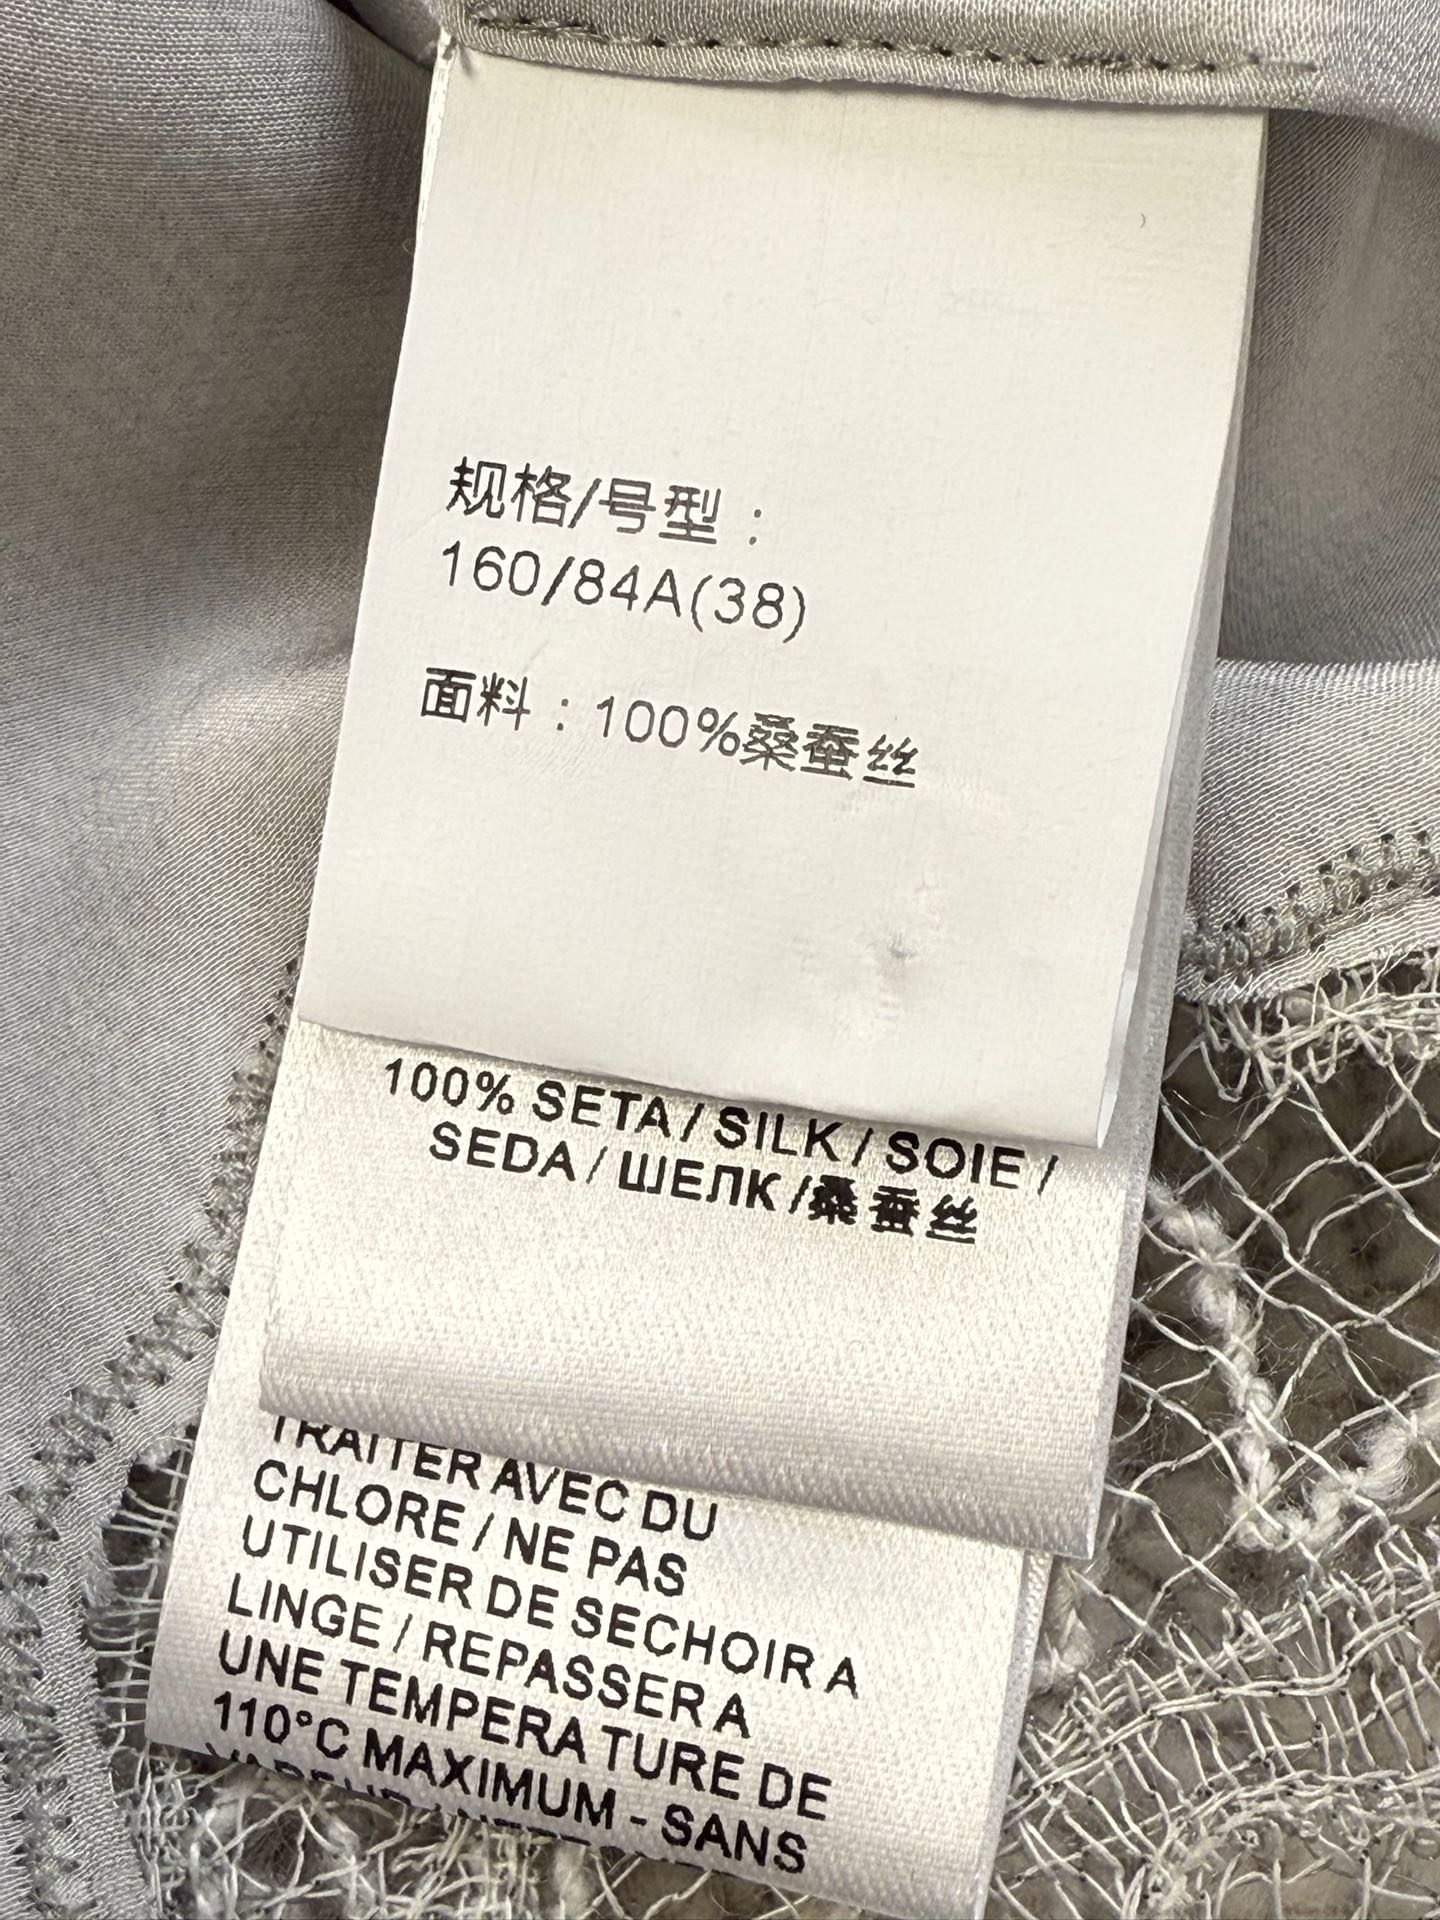 规格/号型：
160/84A(38)
面料：100%桑蚕丝
100% SETA / SILK / SOIE /
SEDA / ШЕЛК /桑蚕丝
TRAITER AVEC DU
CHLORE / NE PAS
UTILISER DE SECHOIR A
LINGE / REPASSER A
UNE TEMPERATURE DE
110°C MAXIMUM - SANS